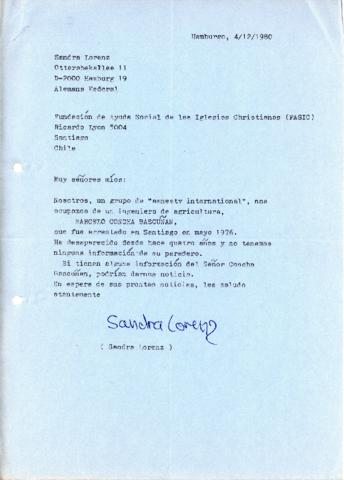 Hamburgo, 4/12/1980
Sandra Lorenz
Ottersbekallee 11
D-2000 Hamburg 19
Alemana Federal
Fundación de Ayuda Social de las Iglesias Christianas (FASIC)
Ricardo Lyon 3004
Santiago
Chile
Muy señores míos:
Nosotros, un grupo de "amnesty international", nos
ocupamos de un ingeniero de agricultura,
MARCELO CONCHA BASCUÑAN,
que fue arrestado en Santiago en mayo 1976.
Ha desaparecido desde hace cuatro años y no tenemos
ninguna información de su paradero.
Si tienen alguna información del Señor Concha
Bascuñan, podrían darnos noticia.
En espera de sus prontas noticias, les saluda
atentamente
Sandra Lorenz
( Sandra Lorenz )